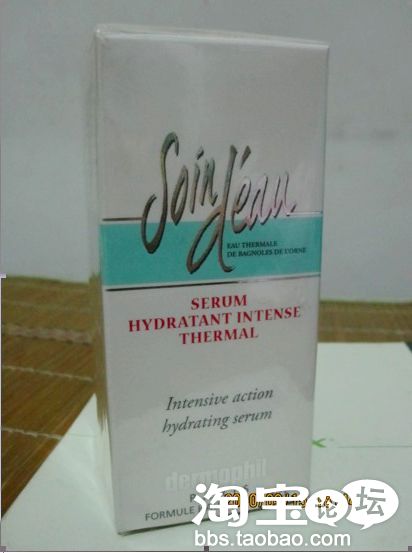 Soin d'eau
EAU THERMALE
DE BAGNOLES DE L'ORNE
SERUM
HYDRATANT INTENSE
THERMAL
Intensive action
hydrating serum
dermophil
FORMULE
淘宝论坛
bbs.taobao.com